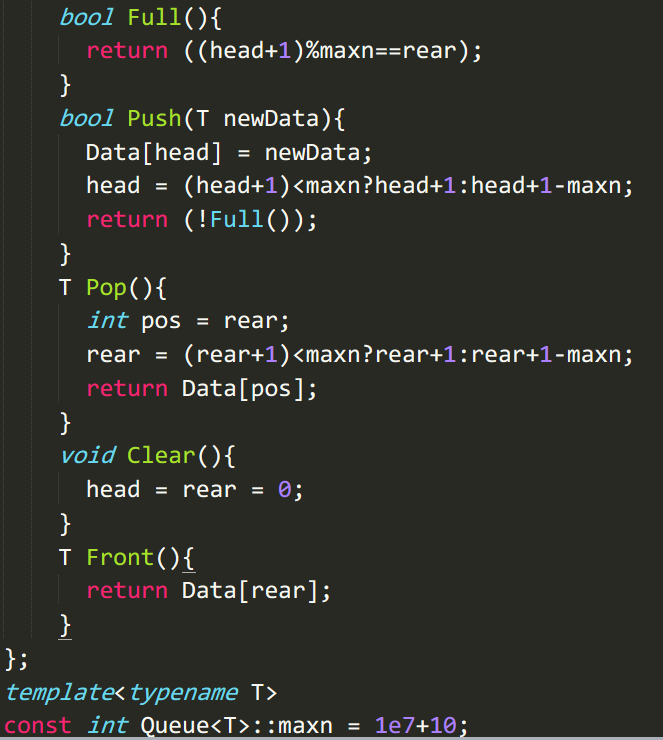 bool Full(){
return ((head+1)%maxn==rear);
}
bool Push(T newData){
Data[head] = newData;
head = (head+1)<maxn?head+1:head+1-maxn;
return (!Full());
}
T Pop(){
int pos = rear;
rear = (rear+1)<maxn?rear+1:rear+1-maxn;
return Data[pos];
}
void Clear(){
head = rear = 0;
}
T Front(){
return Data[rear];
}
};
template<typename T>
const int Queue<T>::maxn = 1e7+10;